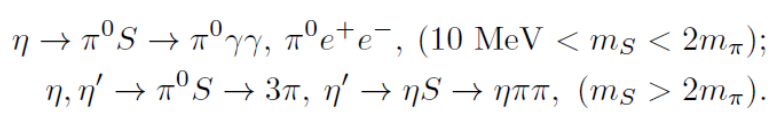 η → π⁰S → π⁰γγ, π⁰e⁺e⁻, (10 MeV < m_S < 2m_π);
η, η′ → π⁰S → 3π, η′ → ηS → ηππ, (m_S > 2m_π).